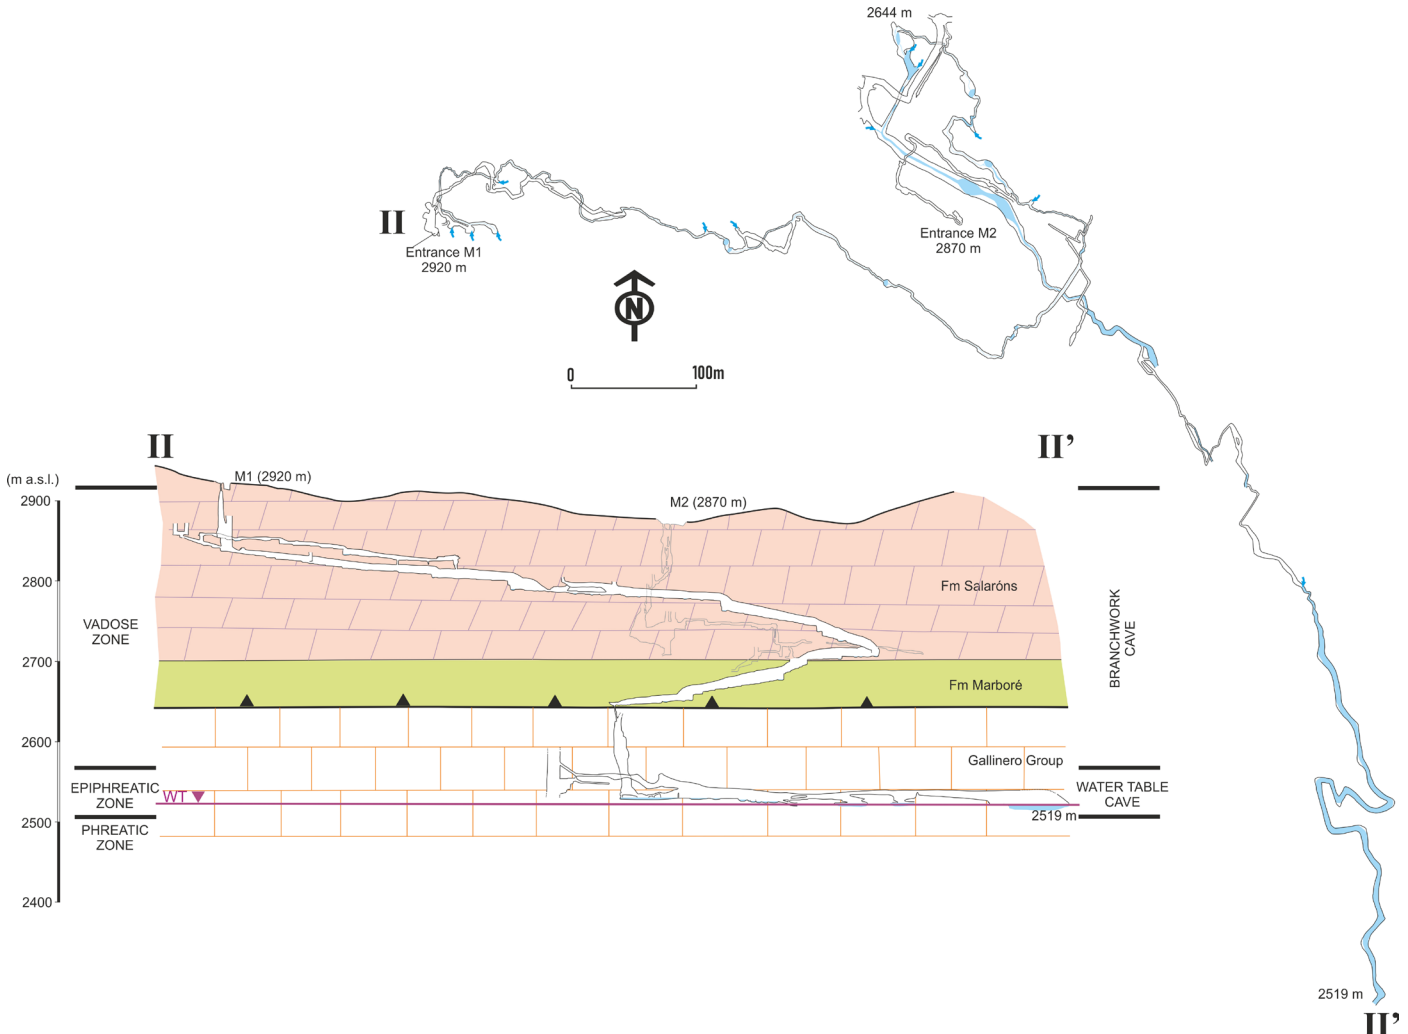 2644 m
II
Entrance M1
2920 m
Entrance M2
2870 m
N
0 100m
II
II’
(m a.s.l.)
M1 (2920 m)
M2 (2870 m)
2900
2800
2700
2600
2500
2400
VADOSE
ZONE
EPIPHREATIC
ZONE
PHREATIC
ZONE
WT
Fm Salaróns
Fm Marboré
Gallinero Group
2519 m
BRANCHWORK
CAVE
WATER TABLE
CAVE
2519 m
II’